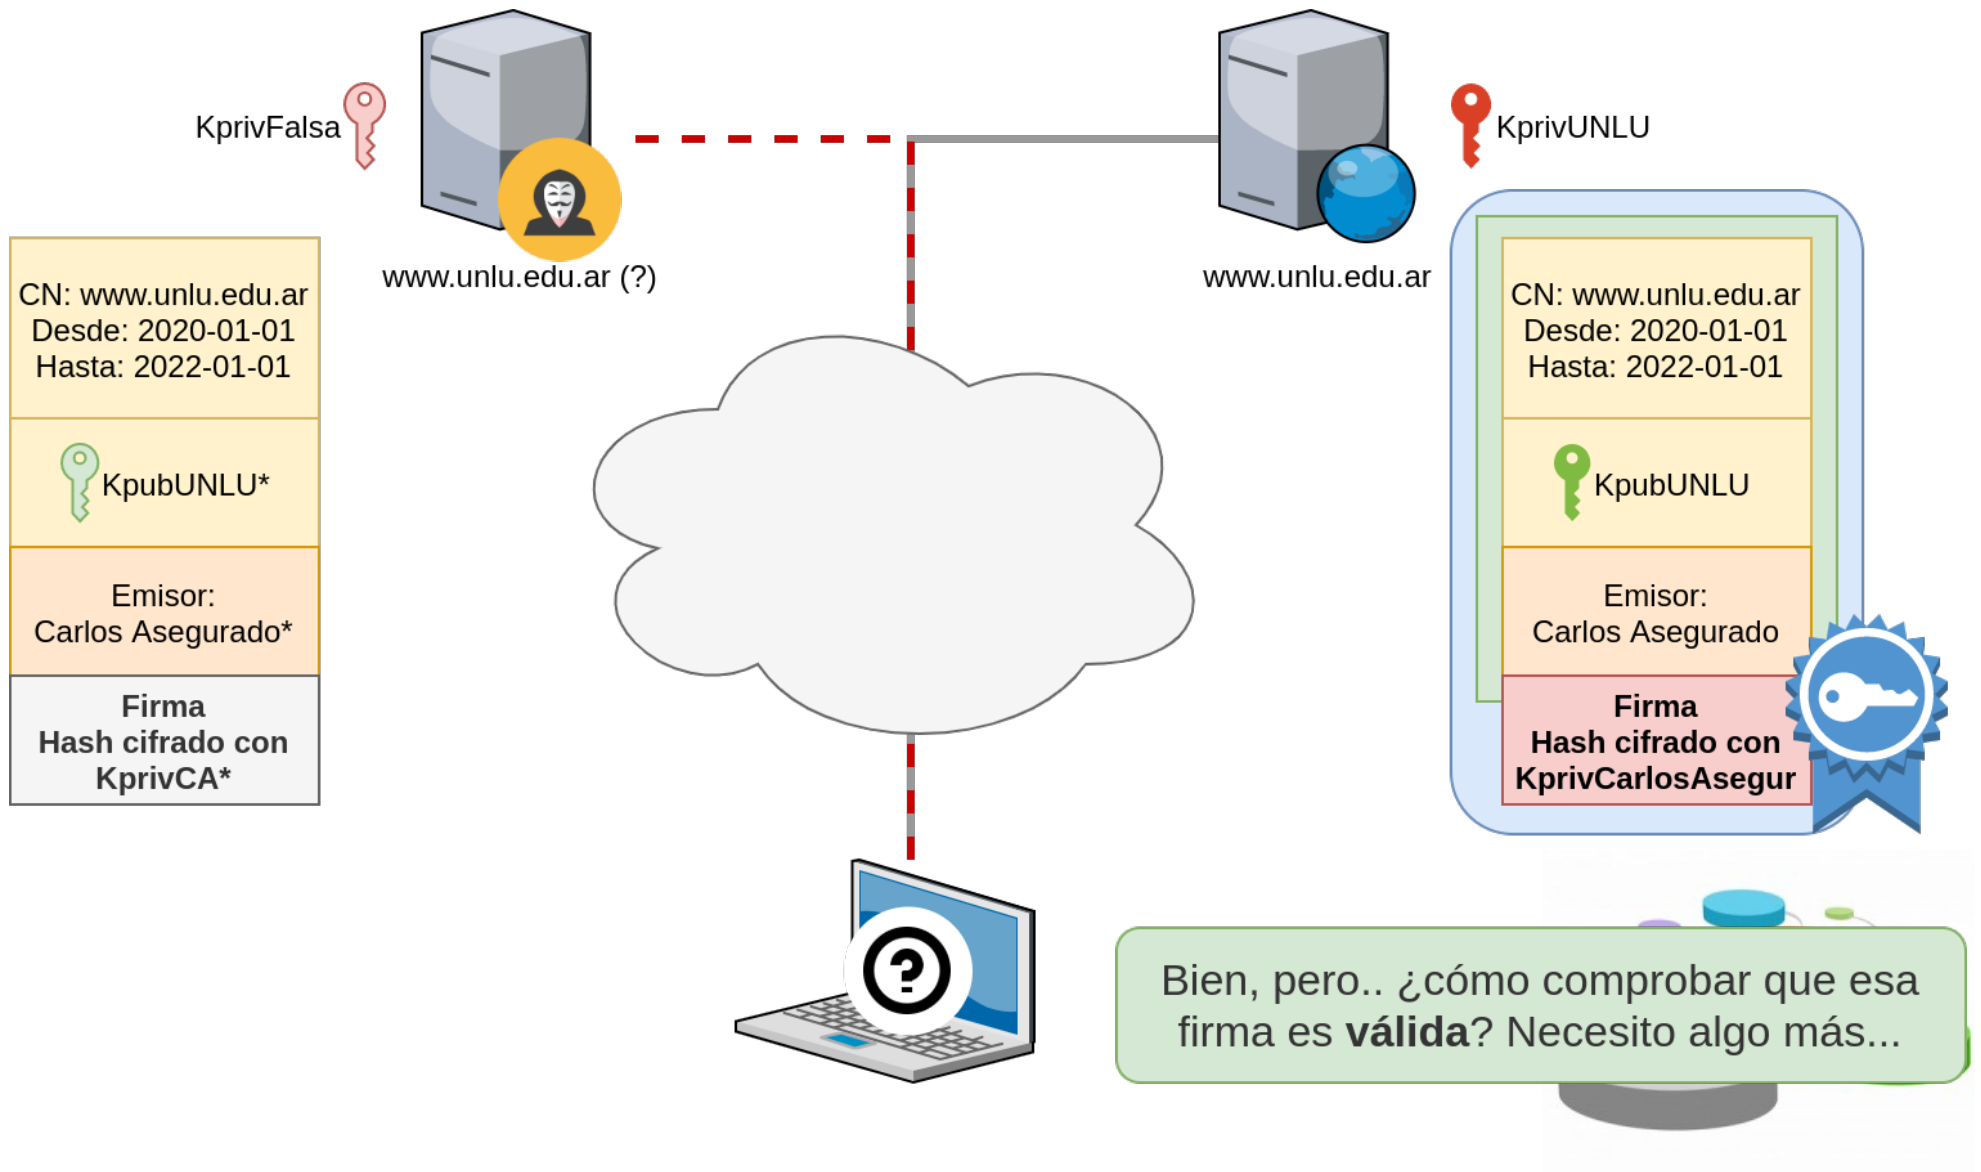 KprivFalsa
KprivUNLU
www.unlu.edu.ar (?)
www.unlu.edu.ar
CN: www.unlu.edu.ar
Desde: 2020-01-01
Hasta: 2022-01-01
KpubUNLU*
Emisor:
Carlos Asegurado*
Firma
Hash cifrado con
KprivCA*
CN: www.unlu.edu.ar
Desde: 2020-01-01
Hasta: 2022-01-01
KpubUNLU
Emisor:
Carlos Asegurado
Firma
Hash cifrado con
KprivCarlosAsegur
Bien, pero.. ¿cómo comprobar que esa
firma es válida? Necesito algo más...